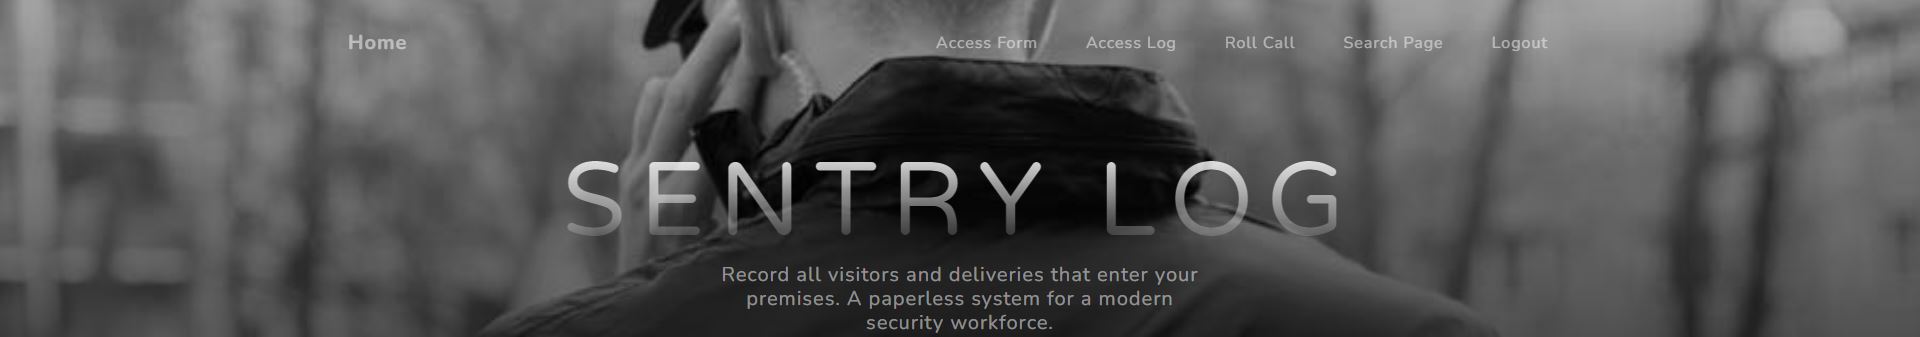 Home
Access Form
Access Log
Roll Call
Search Page
Logout
SENTRY LOG
Record all visitors and deliveries that enter your
premises. A paperless system for a modern
security workforce.